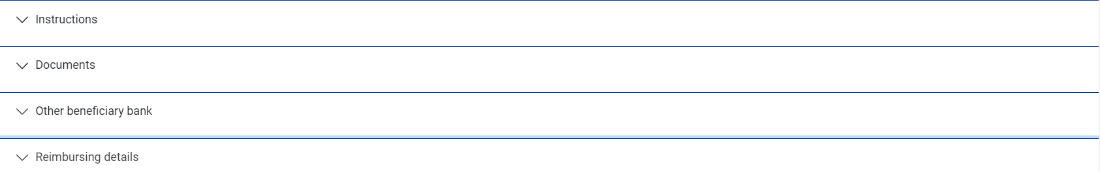 Instructions
Documents
Other beneficiary bank
Reimbursing details